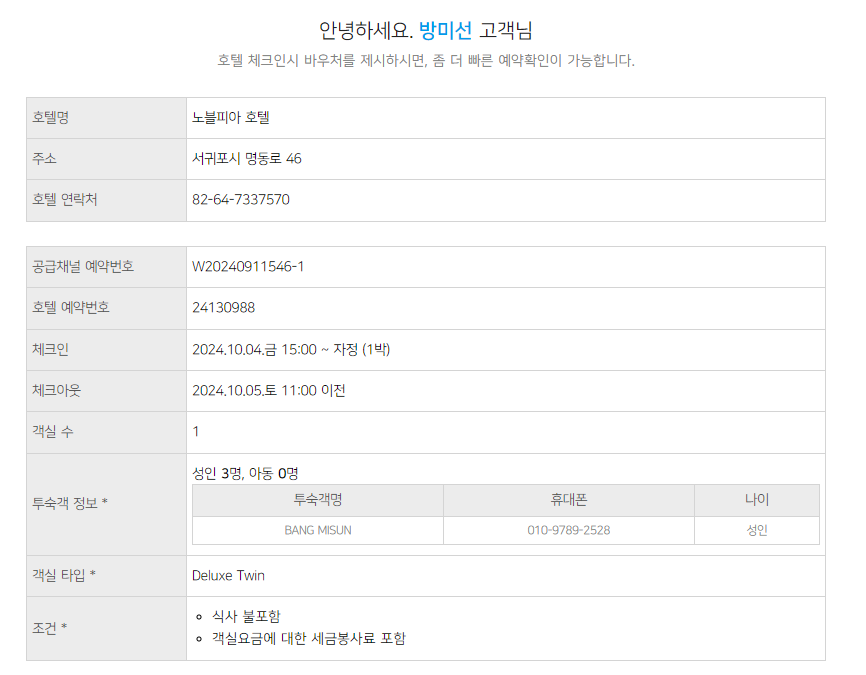 안녕하세요. 방미선 고객님
호텔 체크인시 바우처를 제시하시면, 좀 더 빠른 예약확인이 가능합니다.
호텔명 노블피아 호텔
주소 서귀포시 명동로 46
호텔 연락처 82-64-7337570
공급채널 예약번호 W20240911546-1
호텔 예약번호 24130988
체크인 2024.10.04.금 15:00 ~ 자정 (1박)
체크아웃 2024.10.05.토 11:00 이전
객실 수 1
투숙객 정보 * 성인 3명, 아동 0명
투숙객명 휴대폰 나이
BANG MISUN 010-9789-2528 성인
객실 타입 * Deluxe Twin
조건 *
식사 불포함
객실요금에 대한 세금봉사료 포함